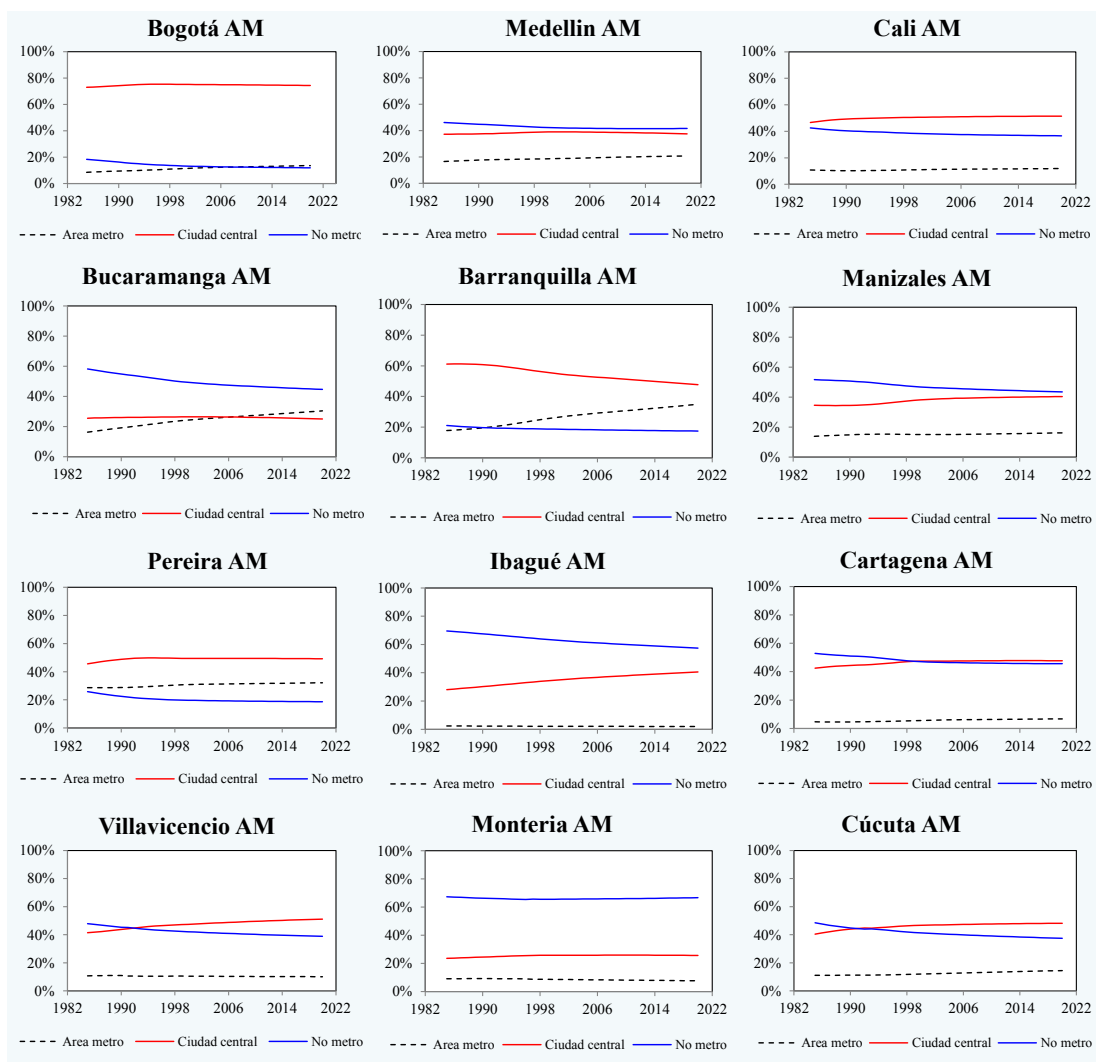 Bogotá AM
100%
80%
60%
40%
20%
0%
1982 1990 1998 2006 2014 2022
Area metro Ciudad central No metro
Medellin AM
100%
80%
60%
40%
20%
0%
1982 1990 1998 2006 2014 2022
Area metro Ciudad central No metro
Cali AM
100%
80%
60%
40%
20%
0%
1982 1990 1998 2006 2014 2022
Area metro Ciudad central No metro
Bucaramanga AM
100%
80%
60%
40%
20%
0%
1982 1990 1998 2006 2014 2022
Area metro Ciudad central No metro
Barranquilla AM
100%
80%
60%
40%
20%
0%
1982 1990 1998 2006 2014 2022
Area metro Ciudad central No metro
Manizales AM
100%
80%
60%
40%
20%
0%
1982 1990 1998 2006 2014 2022
Area metro Ciudad central No metro
Pereira AM
100%
80%
60%
40%
20%
0%
1982 1990 1998 2006 2014 2022
Area metro Ciudad central No metro
Ibagué AM
100%
80%
60%
40%
20%
0%
1982 1990 1998 2006 2014 2022
Area metro Ciudad central No metro
Cartagena AM
100%
80%
60%
40%
20%
0%
1982 1990 1998 2006 2014 2022
Area metro Ciudad central No metro
Villavicencio AM
100%
80%
60%
40%
20%
0%
1982 1990 1998 2006 2014 2022
Area metro Ciudad central No metro
Monteria AM
100%
80%
60%
40%
20%
0%
1982 1990 1998 2006 2014 2022
Area metro Ciudad central No metro
Cúcuta AM
100%
80%
60%
40%
20%
0%
1982 1990 1998 2006 2014 2022
Area metro Ciudad central No metro